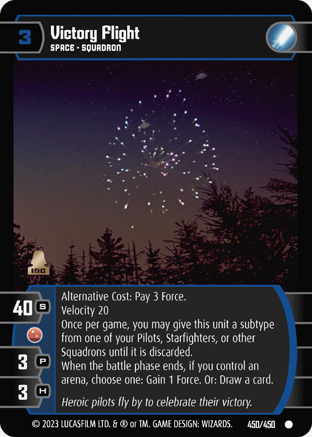 3
Victory Flight
SPACE - SQUADRON
IDC
40 S
3 P
3 H
Alternative Cost: Pay 3 Force.
Velocity 20
Once per game, you may give this unit a subtype
from one of your Pilots, Starfighters, or other
Squadrons until it is discarded.
When the battle phase ends, if you control an
arena, choose one: Gain 1 Force. Or: Draw a card.
Heroic pilots fly by to celebrate their victory.
© 2023 LUCASFILM LTD. & ® or TM. GAME DESIGN: WIZARDS.
450/450